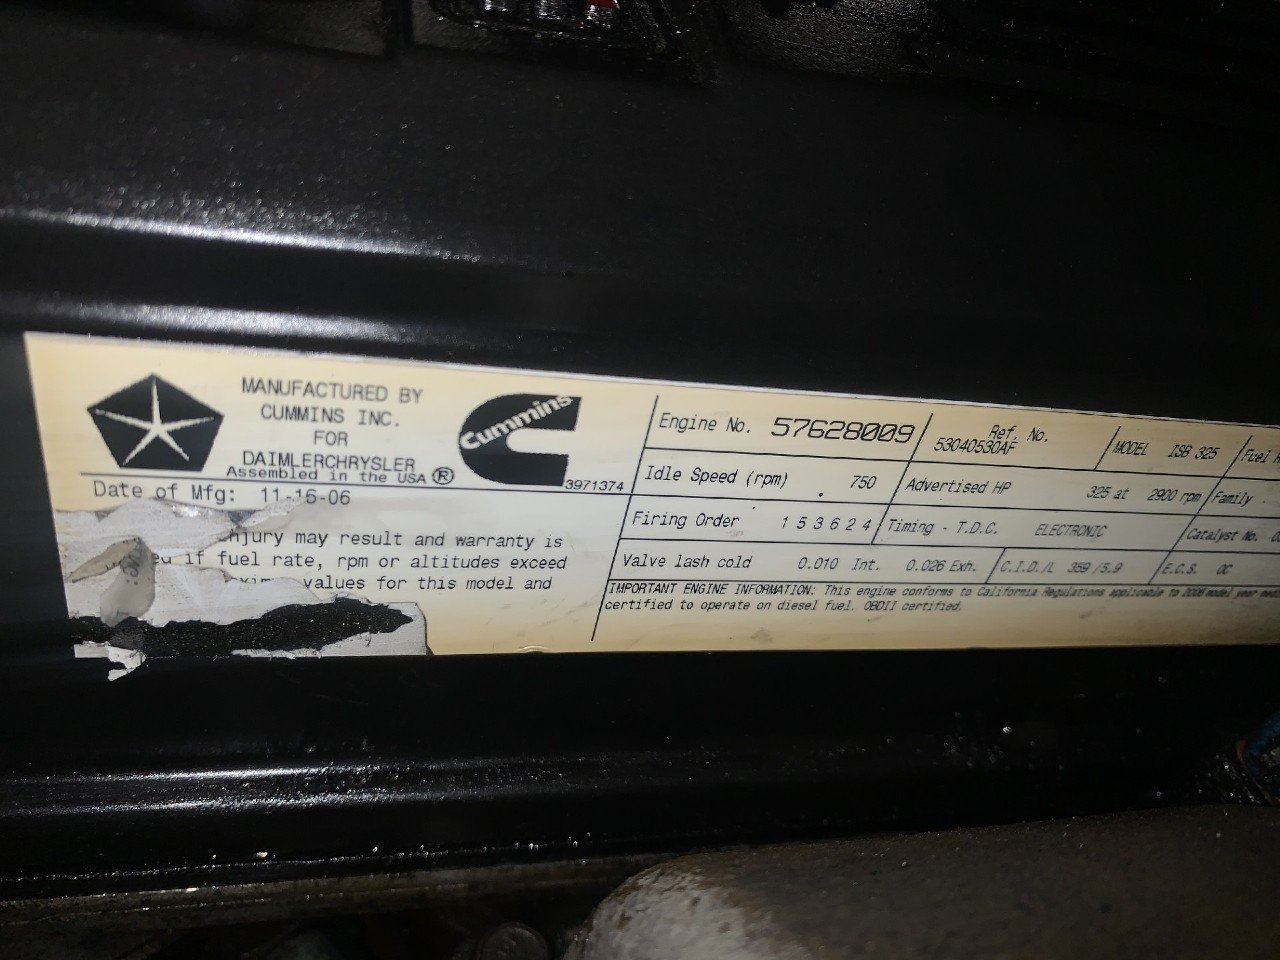 MANUFACTURED BY
CUMMINS INC.
FOR
DAIMLERCHRYSLER
Assembled in the USA ®
Cummins
3971374
Date of Mfg: 11-16-06
njury may result and warranty is
if fuel rate, rpm or altitudes exceed
values for this model and
Engine No. 57628009
Ref. No.
53040530AF
MODEL ISB 325
Fuel
Idle Speed (rpm) 750
Advertised HP 325 at 2900 rpm
Family
Firing Order 1 5 3 6 2 4
Timing - T.D.C. ELECTRONIC
Catalyst No.
Valve lash cold 0.010 Int. 0.026 Exh.
C.I.D./L 359/5.9
E.C.S. OC
IMPORTANT ENGINE INFORMATION: This engine conforms to California Regulations applicable to 2006 model year
certified to operate on diesel fuel. OBDII certified.